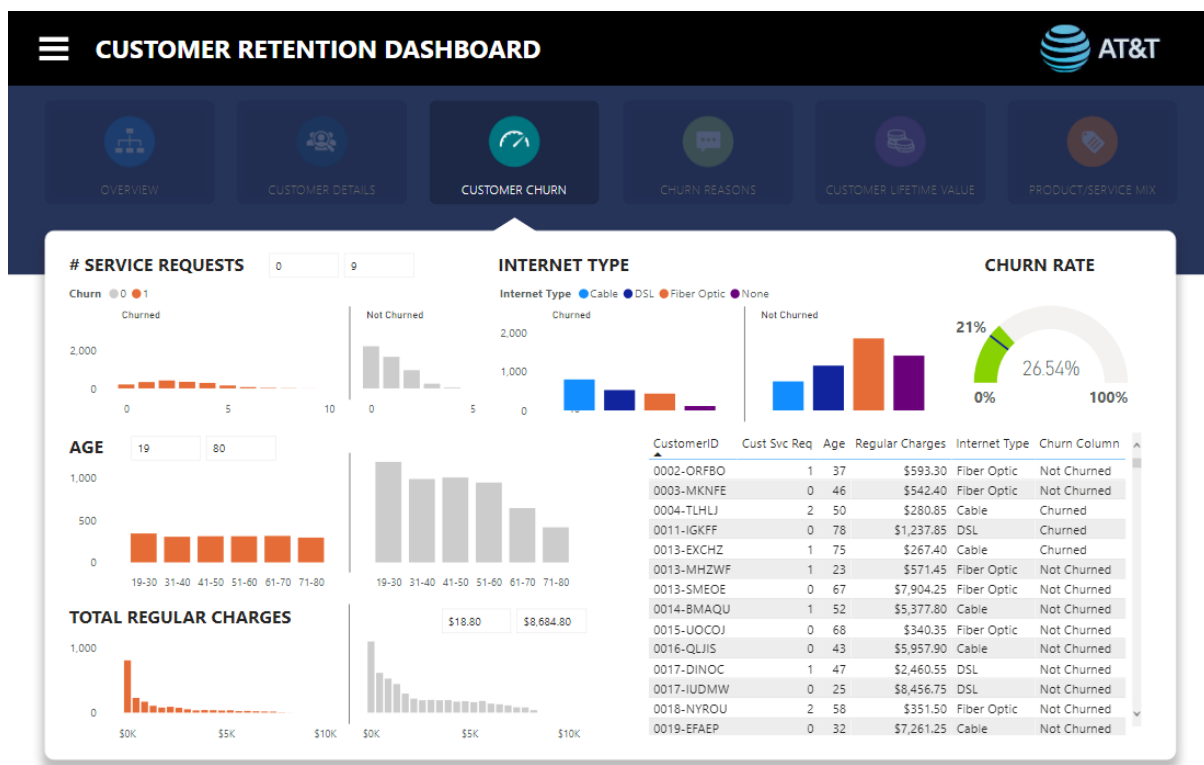 CUSTOMER RETENTION DASHBOARD
AT&T
OVERVIEW
CUSTOMER DETAILS
CUSTOMER CHURN
CHURN REASONS
CUSTOMER LIFETIME VALUE
PRODUCT/SERVICE MIX
# SERVICE REQUESTS 0 9
Churn 0 1
Churned Not Churned
2,000
0
0 5 10 0 5 10
INTERNET TYPE
Internet Type Cable DSL Fiber Optic None
Churned Not Churned
2,000
1,000
0
CHURN RATE
21%
26.54%
0% 100%
AGE 19 80
1,000
500
0
19-30 31-40 41-50 51-60 61-70 71-80 19-30 31-40 41-50 51-60 61-70 71-80
TOTAL REGULAR CHARGES $18.80 $8,684.80
1,000
0
$0K $5K $10K $0K $5K $10K
CustomerID Cust Svc Req Age Regular Charges Internet Type Churn Column
0002-ORFBO 1 37 $593.30 Fiber Optic Not Churned
0003-MKNFE 0 46 $542.40 Fiber Optic Not Churned
0004-TLHLJ 2 50 $280.85 Cable Churned
0011-IGKFF 0 78 $1,237.85 DSL Churned
0013-EXCHZ 1 75 $267.40 Cable Churned
0013-MHZWF 1 23 $571.45 Fiber Optic Not Churned
0013-SMEOE 0 67 $7,904.25 Fiber Optic Not Churned
0014-BMAQU 1 52 $5,377.80 Cable Not Churned
0015-UOCOJ 0 68 $340.35 Fiber Optic Not Churned
0016-QLJIS 0 43 $5,957.90 Cable Not Churned
0017-DINOC 1 47 $2,460.55 DSL Not Churned
0017-IUDMW 0 25 $8,456.75 DSL Not Churned
0018-NYROU 2 58 $351.50 Fiber Optic Not Churned
0019-EFAEP 0 32 $7,261.25 Cable Not Churned